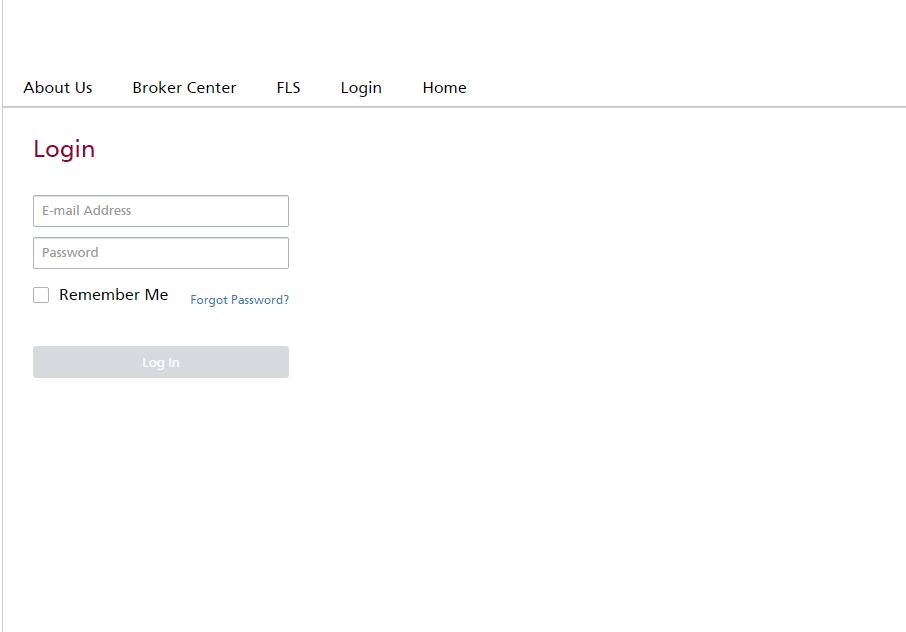 About Us Broker Center FLS Login Home
Login
E-mail Address
Password
Remember Me Forgot Password?
Log In